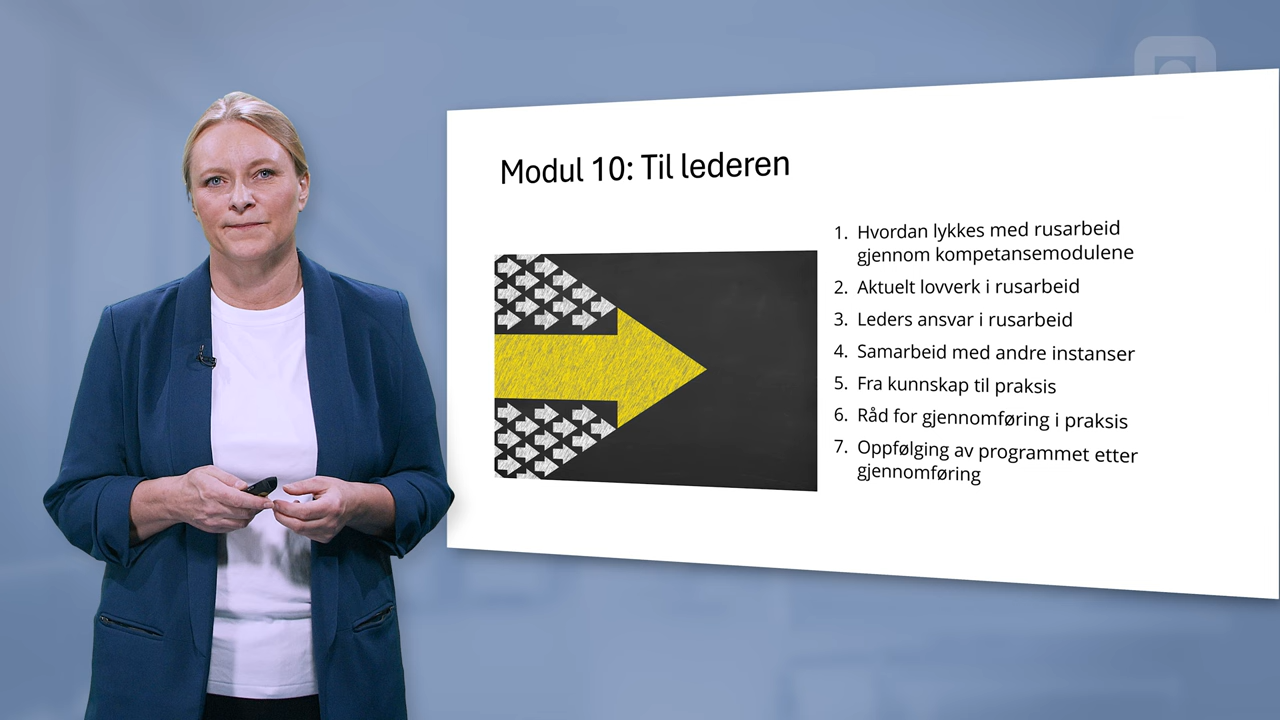 Modul 10: Til lederen
1. Hvordan lykkes med rusarbeid
gjennom kompetansemodulene
2. Aktuelt lovverk i rusarbeid
3. Leders ansvar i rusarbeid
4. Samarbeid med andre instanser
5. Fra kunnskap til praksis
6. Råd for gjennomføring i praksis
7. Oppfølging av programmet etter
gjennomføring